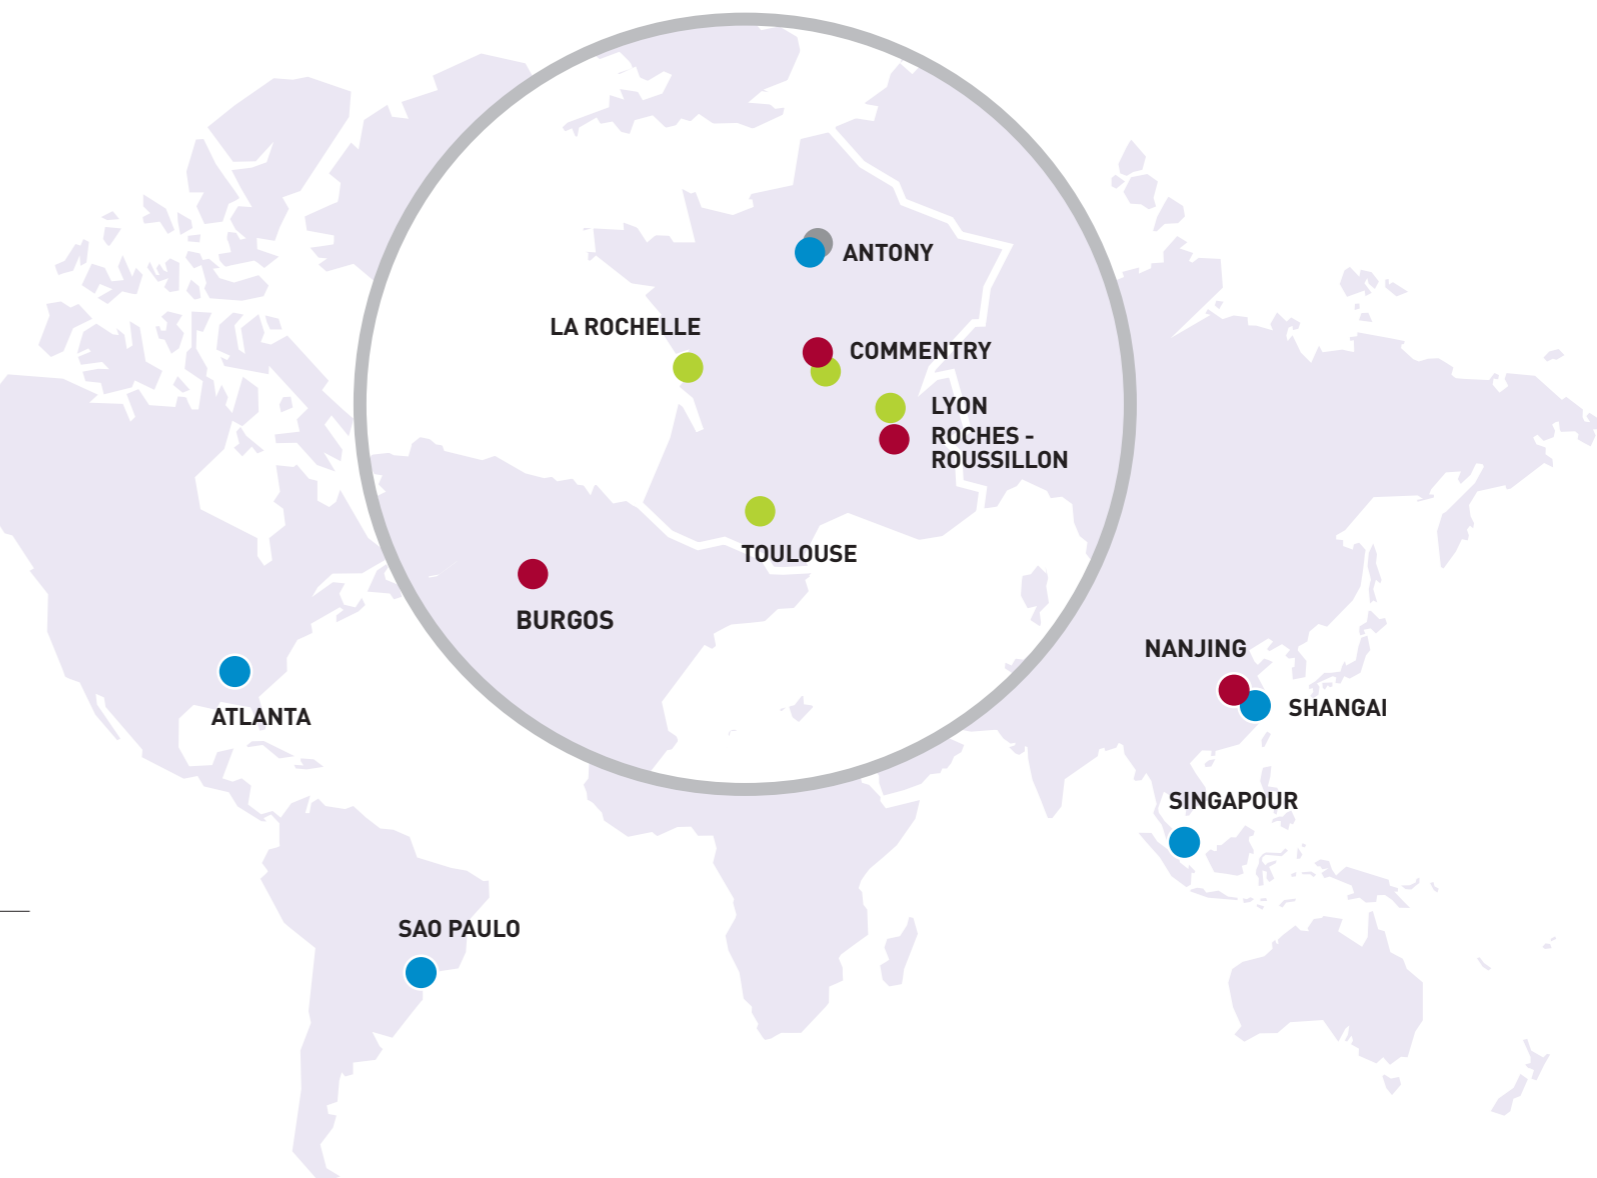 ANTONY
LA ROCHELLE
COMMENTRY
LYON
ROCHES -
ROUSSILLON
TOULOUSE
BURGOS
NANJING
ATLANTA
SHANGAI
SINGAPOUR
SAO PAULO